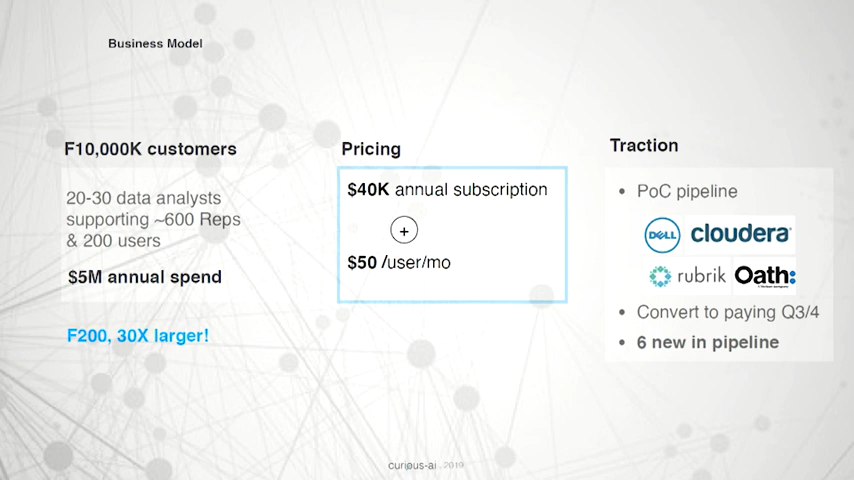 Business Model
F10,000K customers
20-30 data analysts
supporting ~600 Reps
& 200 users
$5M annual spend
F200, 30X larger!
Pricing
$40K annual subscription
+
$50 /user/mo
Traction
• PoC pipeline
DELL cloudera
rubrik Oath:
• Convert to paying Q3/4
• 6 new in pipeline
curious-ai . 2019